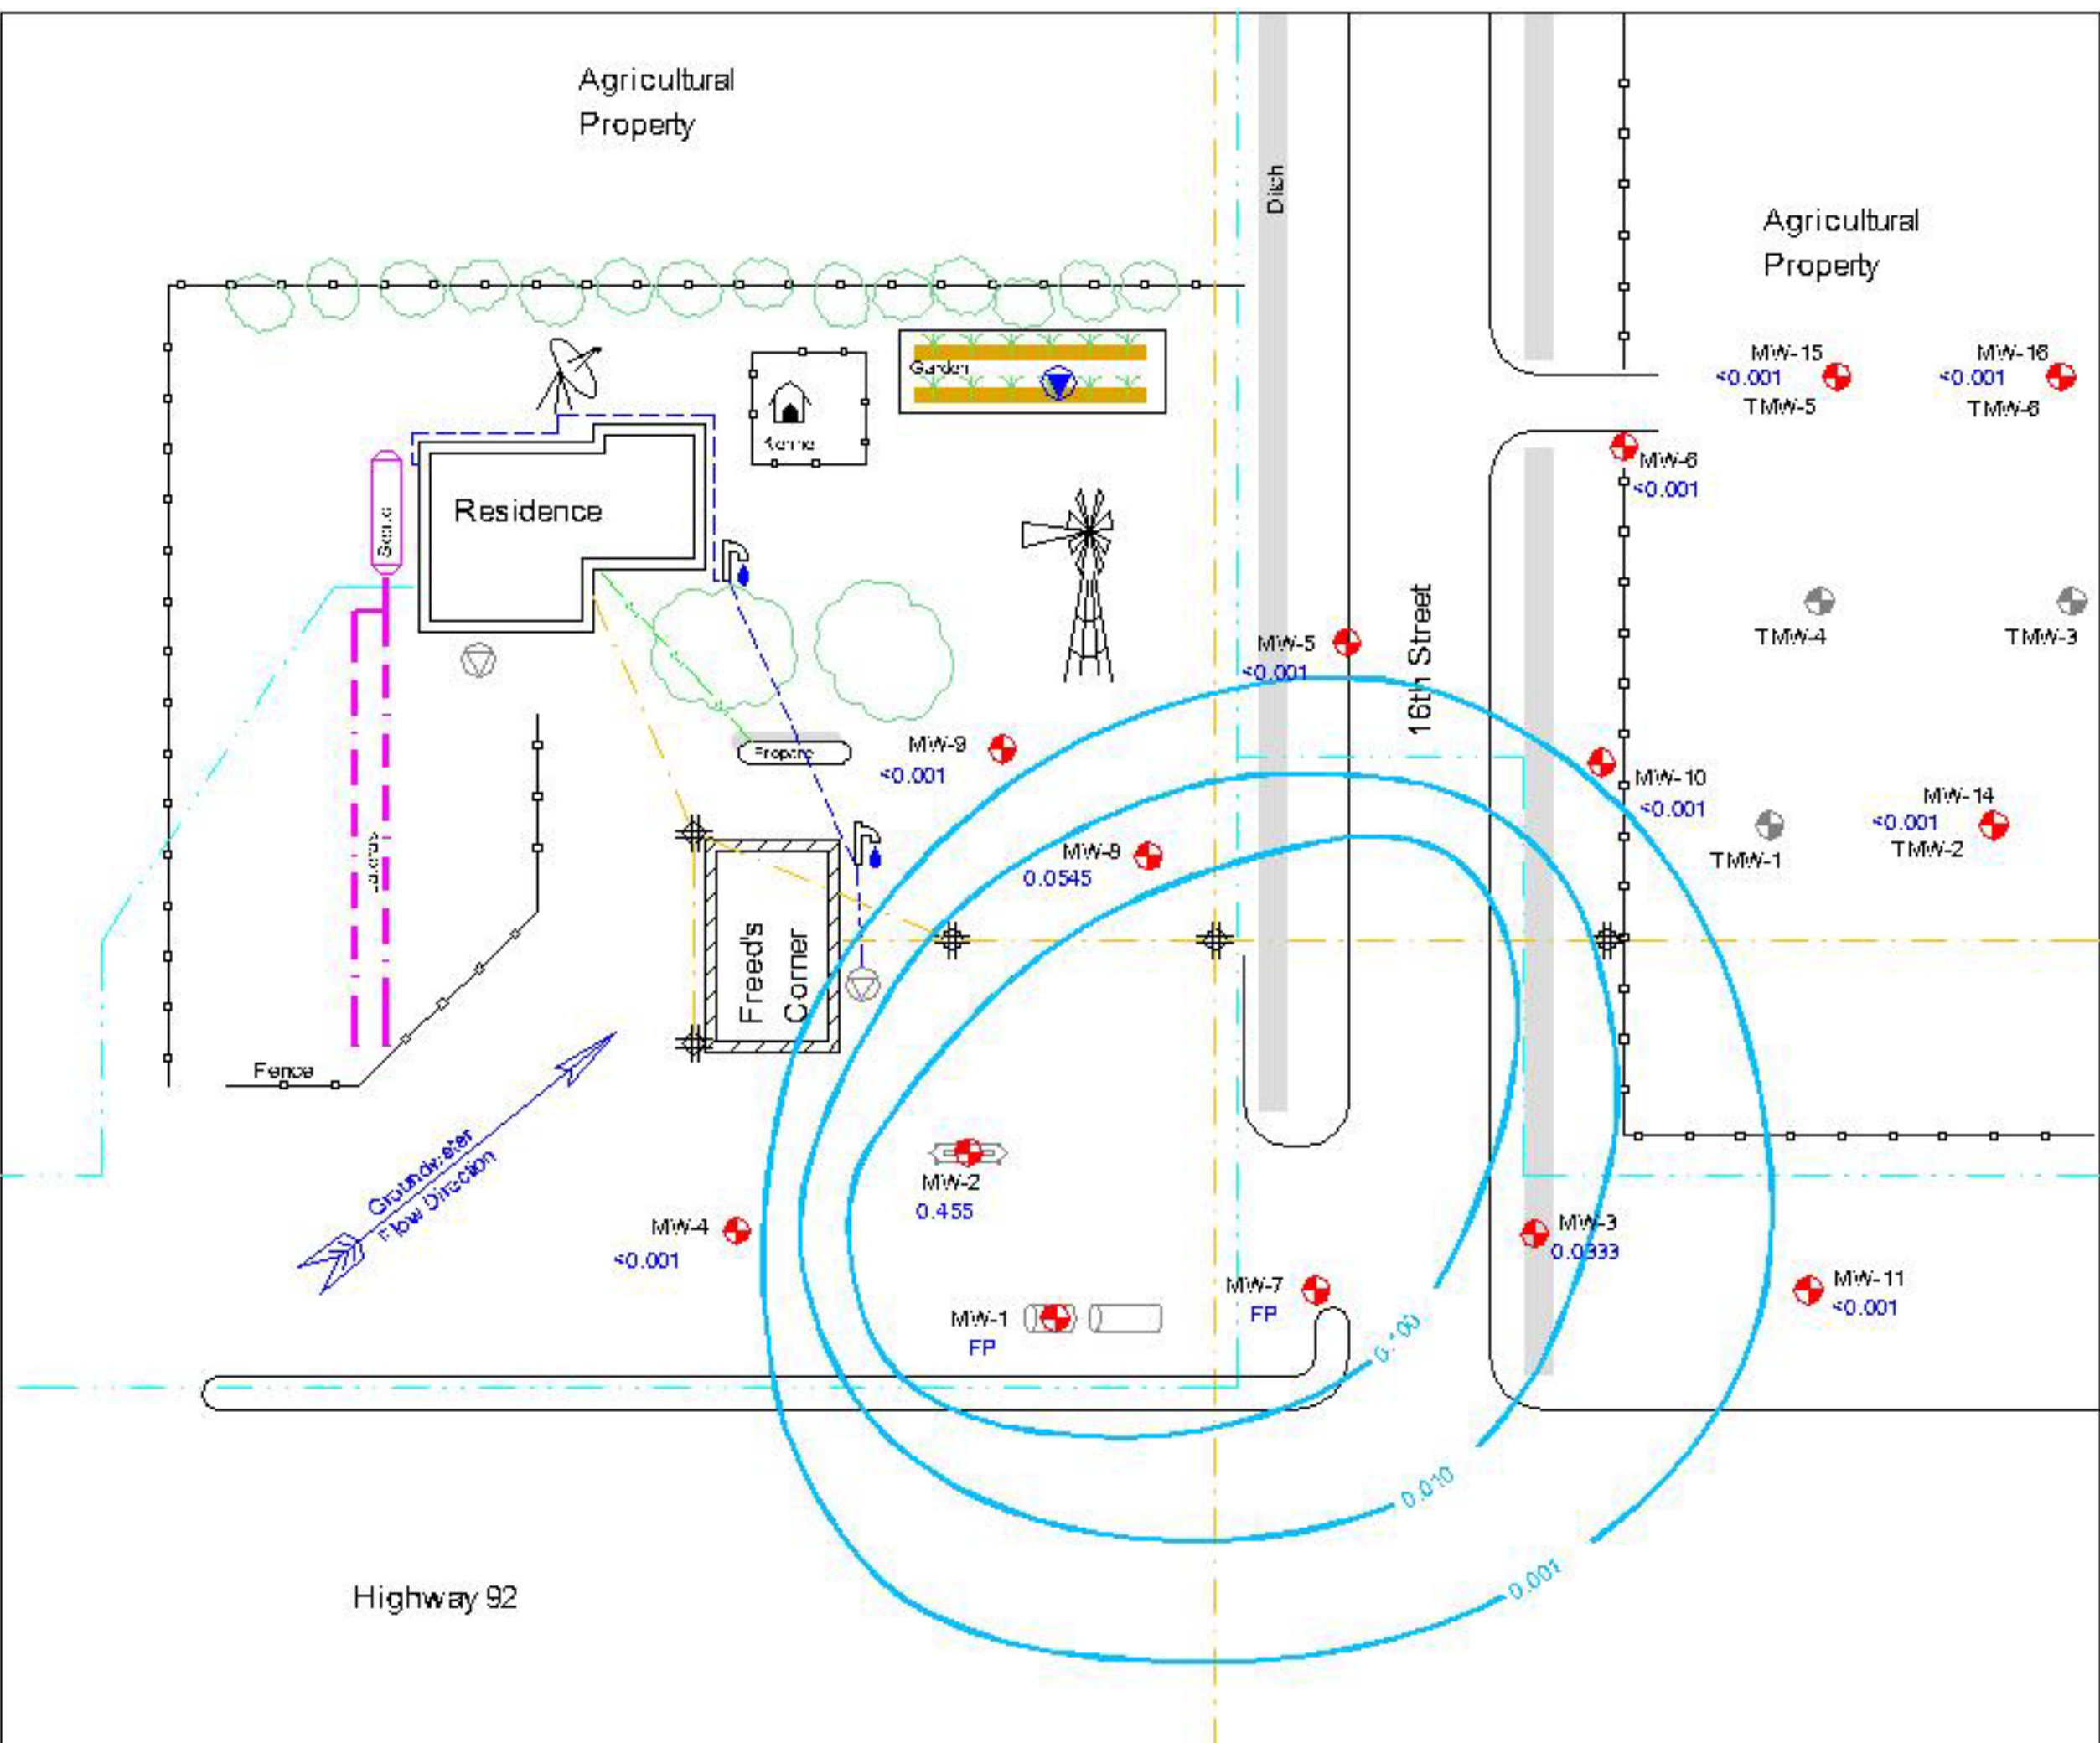 Agricultural
Property
Ditch
Agricultural
Property
MW-15
<0.001
TMW-5
MW-16
<0.001
TMW-6
Garden
MW-6
<0.001
Residence
TMW-4
TMW-3
MW-5
<0.001
16th Street
MW-9
<0.001
Propane
MW-10
<0.001
MW-14
<0.001
TMW-2
TMW-1
MW-8
0.0545
Freed's
Corner
Fence
Groundwater
Flow Direction
MW-2
0.455
MW-4
<0.001
MW-3
0.0333
MW-7
FP
MW-11
<0.001
MW-1
FP
0.100
0.010
0.001
Highway 92